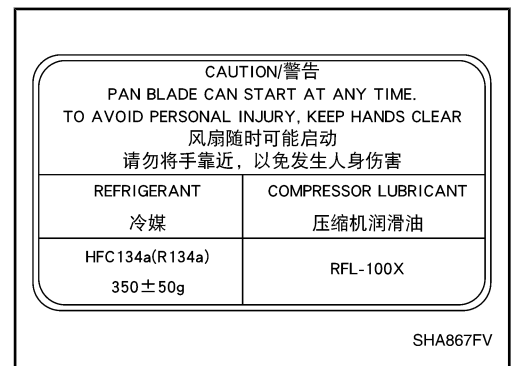 CAUTION/警告
PAN BLADE CAN START AT ANY TIME.
TO AVOID PERSONAL INJURY, KEEP HANDS CLEAR
风扇随时可能启动
请勿将手靠近，以免发生人身伤害
REFRIGERANT
冷媒
COMPRESSOR LUBRICANT
压缩机润滑油
HFC134a(R134a)
350±50g
RFL-100X
SHA867FV